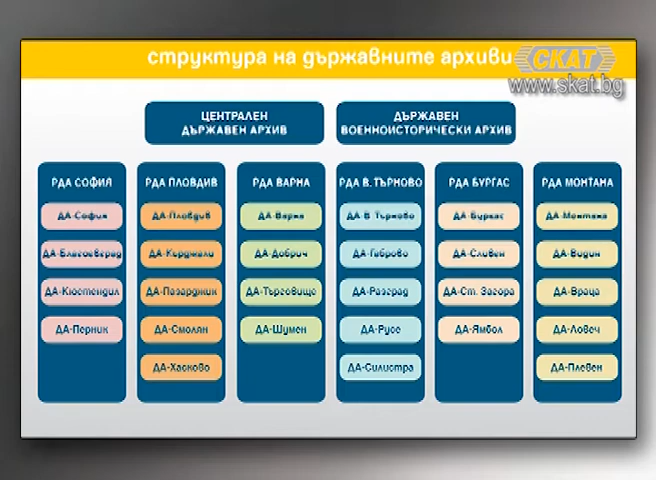 структура на държавните архиви
СКАТ
www.skat.bg
ЦЕНТРАЛЕН
ДЪРЖАВЕН АРХИВ
ДЪРЖАВЕН
ВОЕННОИСТОРИЧЕСКИ АРХИВ
РДА СОФИЯ
ДА-София
ДА-Благоевград
ДА-Кюстендил
ДА-Перник
РДА ПЛОВДИВ
ДА-Пловдив
ДА-Кърджали
ДА-Пазарджик
ДА-Смолян
ДА-Хасково
РДА ВАРНА
ДА-Варна
ДА-Добрич
ДА-Търговище
ДА-Шумен
РДА В. ТЪРНОВО
ДА-В. Търново
ДА-Габрово
ДА-Разград
ДА-Русе
ДА-Силистра
РДА БУРГАС
ДА-Бургас
ДА-Сливен
ДА-Ст. Загора
ДА-Ямбол
РДА МОНТАНА
ДА-Монтана
ДА-Видин
ДА-Враца
ДА-Ловеч
ДА-Плевен